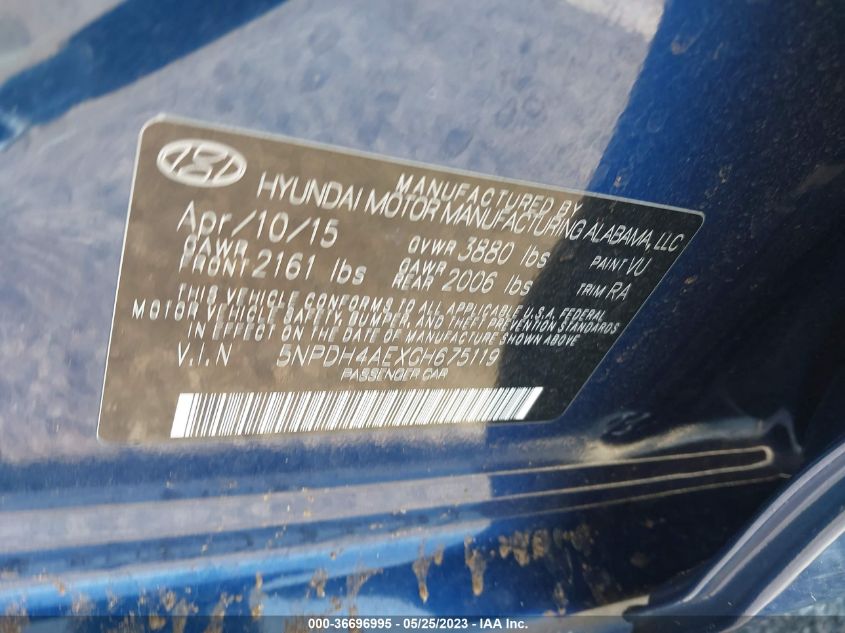 MANUFACTURED BY
HYUNDAI MOTOR MANUFACTURING ALABAMA, LLC
Apr/10/15 GVWR 3880 lbs PAINT VU
GAWR FRONT 2161 lbs GAWR REAR 2006 lbs TRIM RA
THIS VEHICLE CONFORMS TO ALL APPLICABLE U.S.A. FEDERAL
MOTOR VEHICLE SAFETY, BUMPER, AND THEFT PREVENTION STANDARDS
IN EFFECT ON THE DATE OF MANUFACTURE SHOWN ABOVE.
V.I.N 5NPDH4AEXGH675119
PASSENGER CAR
000-36696995 - 05/25/2023 - IAA Inc.